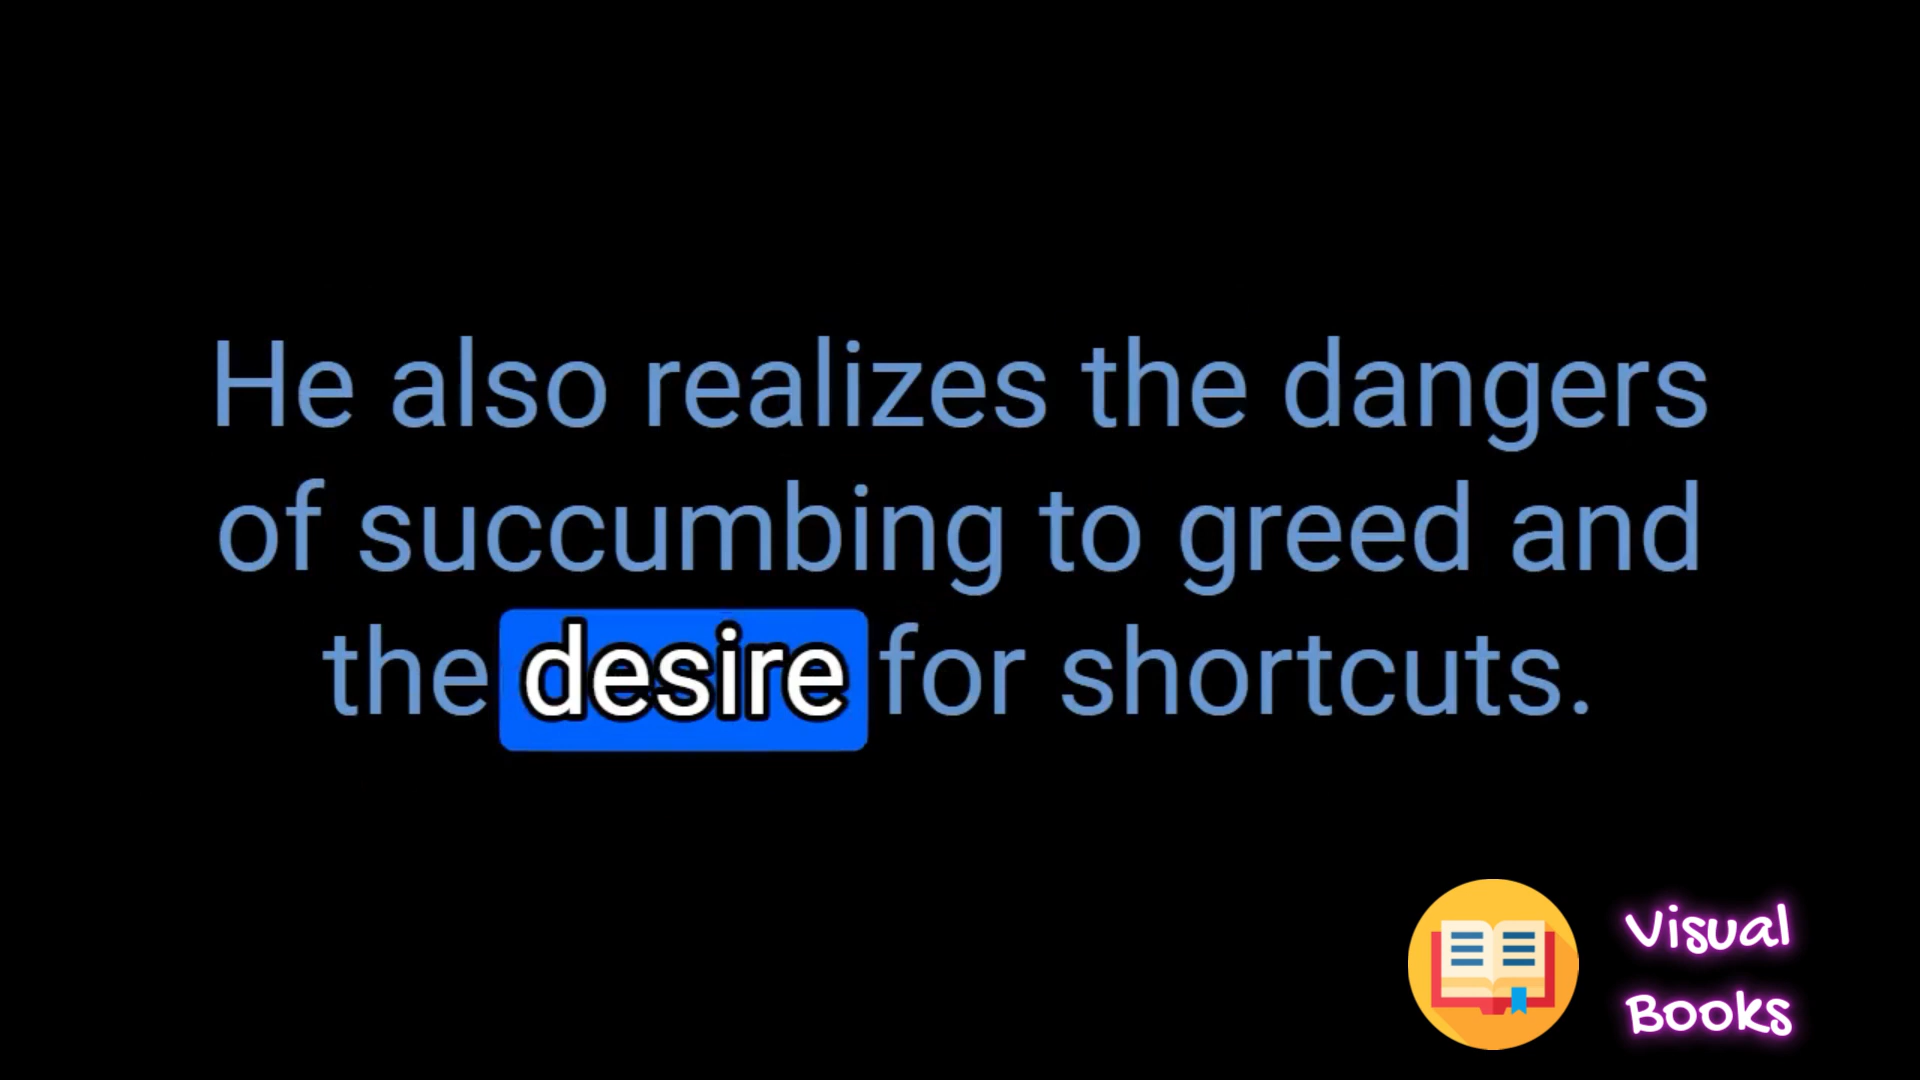 He also realizes the dangers
of succumbing to greed and
the desire for shortcuts.
Visual
Books